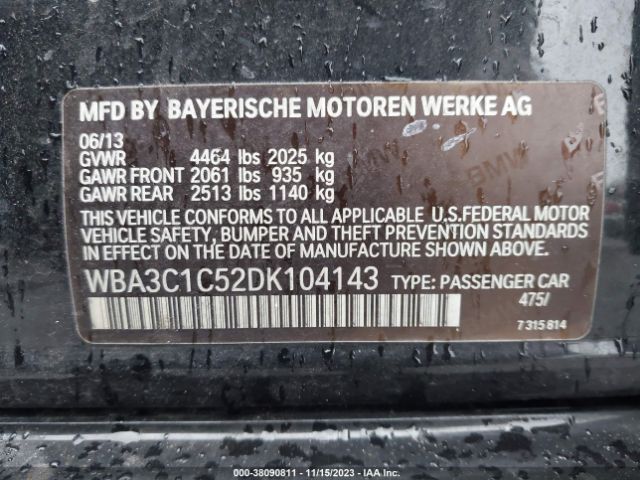 MFD BY BAYERISCHE MOTOREN WERKE AG
06/13
GVWR 4464 lbs 2025 kg
GAWR FRONT 2061 lbs 935 kg
GAWR REAR 2513 lbs 1140 kg
THIS VEHICLE CONFORMS TO ALL APPLICABLE U.S.FEDERAL MOTOR
VEHICLE SAFETY, BUMPER AND THEFT PREVENTION STANDARDS
IN EFFECT ON THE DATE OF MANUFACTURE SHOWN ABOVE.
WBA3C1C52DK104143 TYPE: PASSENGER CAR
475/
7 315 814
BMW
000-38090811 - 11/15/2023 - IAA Inc.